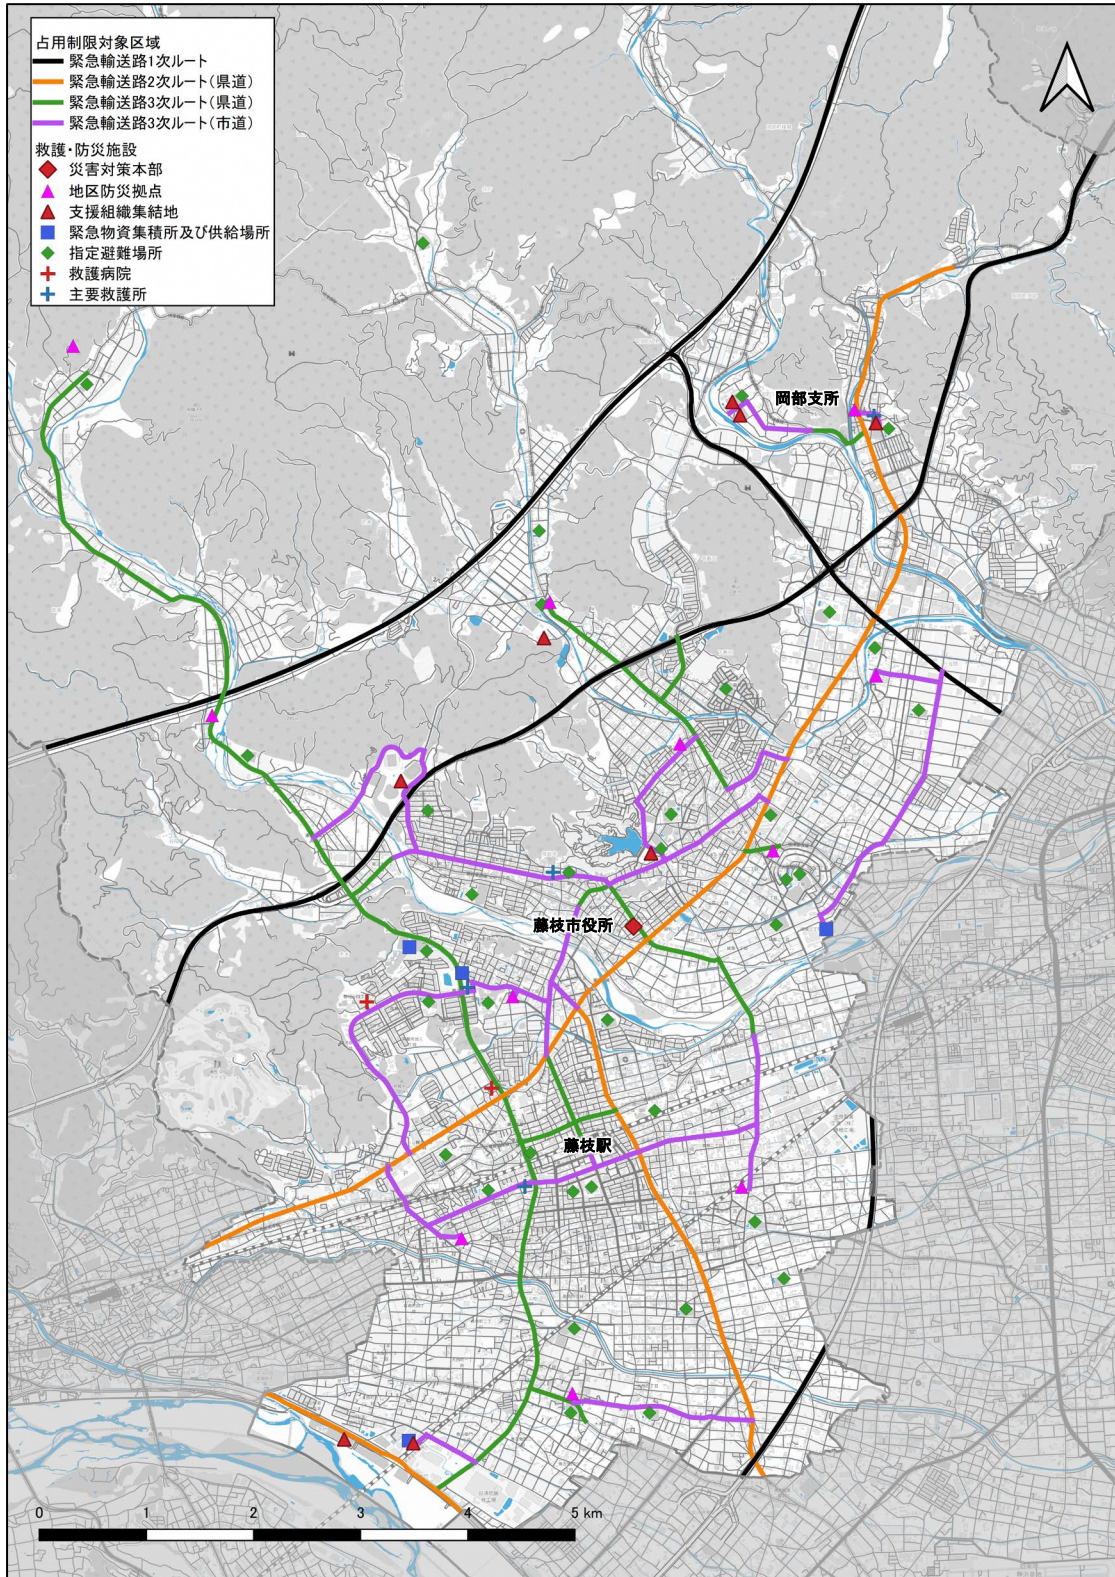 占用制限対象区域
緊急輸送路1次ルート
緊急輸送路2次ルート(県道)
緊急輸送路3次ルート(県道)
緊急輸送路3次ルート(市道)
救護・防災施設
災害対策本部
地区防災拠点
支援組織集結地
緊急物資集積所及び供給場所
指定避難場所
救護病院
主要救護所
岡部支所
藤枝市役所
藤枝駅
0 1 2 3 4 5 km